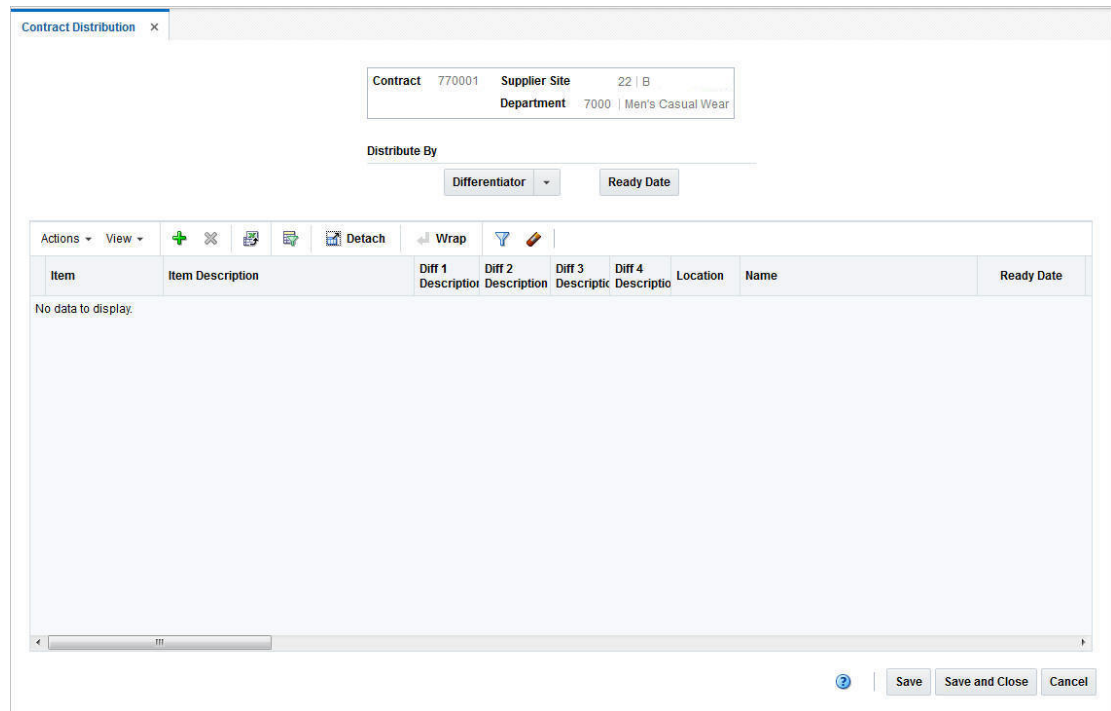 Contract Distribution ×
Contract 770001 Supplier Site 22 | B
Department 7000 | Men's Casual Wear
Distribute By
Differentiator Ready Date
Actions View Detach Wrap
Item Item Description Diff 1 Descriptior Diff 2 Description Diff 3 Descriptic Diff 4 Descriptio Location Name Ready Date
No data to display.
Save Save and Close Cancel